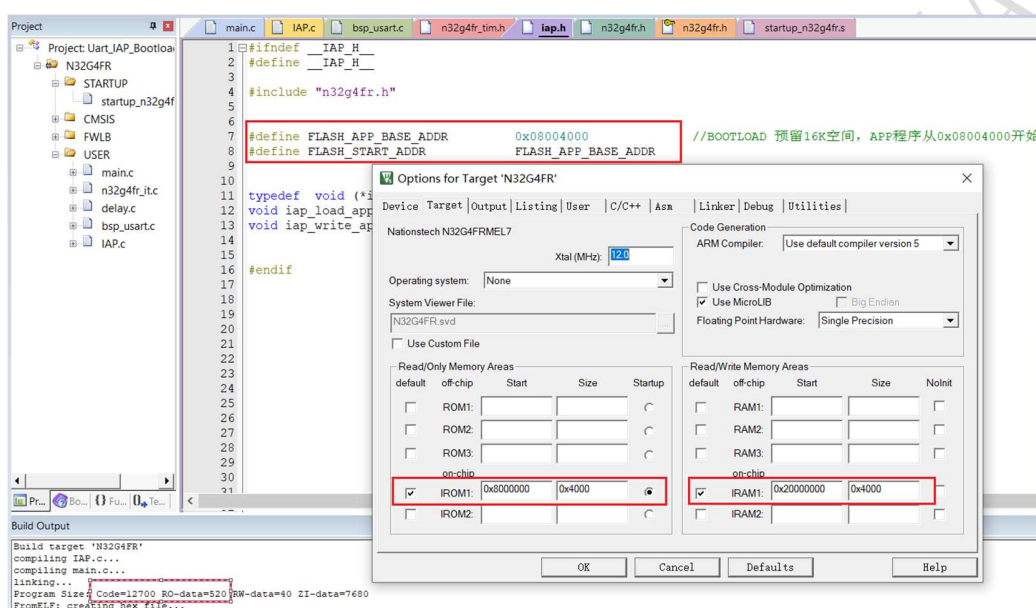 Project
main.c
IAP.c
bsp_usart.c
n32g4fr_tim.h
iap.h
n32g4fr.h
n32g4fr.h
startup_n32g4fr.s
Project: Uart_IAP_Bootloa
N32G4FR
STARTUP
startup_n32g4f
CMSIS
FWLB
USER
main.c
n32g4fr_it.c
delay.c
bsp_usart.c
IAP.c
1 #ifndef __IAP_H__
2 #define __IAP_H__
3
4 #include "n32g4fr.h"
5
6
7 #define FLASH_APP_BASE_ADDR 0x08004000 //BOOTLOAD 预留16K空间，APP程序从0x08004000开始
8 #define FLASH_START_ADDR FLASH_APP_BASE_ADDR
9
10
11 typedef void (*i
12 void iap_load_app
13 void iap_write_ap
14
15
16 #endif
17
18
19
20
21
22
23
24
25
26
27
28
29
30
31
Options for Target 'N32G4FR'
Device Target Output Listing User C/C++ Asm Linker Debug Utilities
Nationstech N32G4FRMEL7
Xtal (MHz): 12.0
Operating system: None
System Viewer File:
N32G4FR.svd
...
Use Custom File
Code Generation
ARM Compiler: Use default compiler version 5
Use Cross-Module Optimization
Use MicroLIB Big Endian
Floating Point Hardware: Single Precision
Read/Only Memory Areas
default off-chip Start Size Startup
ROM1:
ROM2:
ROM3:
on-chip
IROM1: 0x8000000 0x4000
IROM2:
Read/Write Memory Areas
default off-chip Start Size NoInit
RAM1:
RAM2:
RAM3:
on-chip
IRAM1: 0x20000000 0x4000
IRAM2:
OK Cancel Defaults Help
Pr... Bo... {} Fu... Te...
Build Output
Build target 'N32G4FR'
compiling IAP.c...
compiling main.c...
linking...
Program Size: Code=12700 RO-data=520 RW-data=40 ZI-data=7680
FromELF: creating hex file...